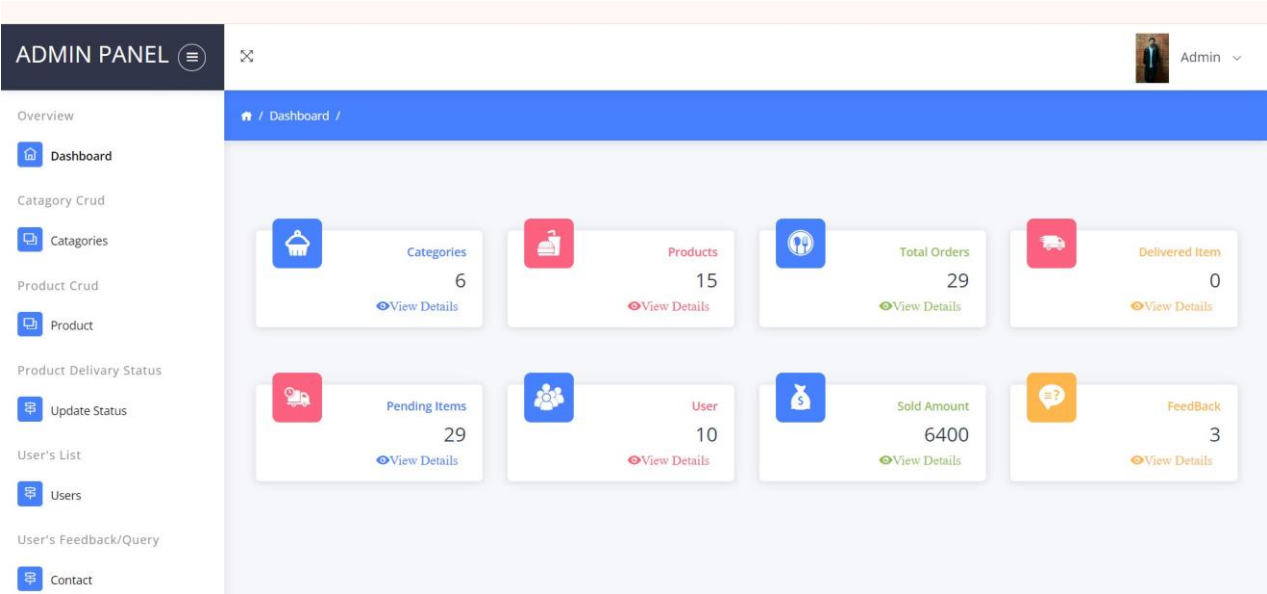 ADMIN PANEL
Admin
Overview
/ Dashboard /
Dashboard
Catagory Crud
Catagories
Product Crud
Product
Product Delivary Status
Update Status
User's List
Users
User's Feedback/Query
Contact
Categories
6
View Details
Products
15
View Details
Total Orders
29
View Details
Delivered Item
0
View Details
Pending Items
29
View Details
User
10
View Details
Sold Amount
6400
View Details
FeedBack
3
View Details